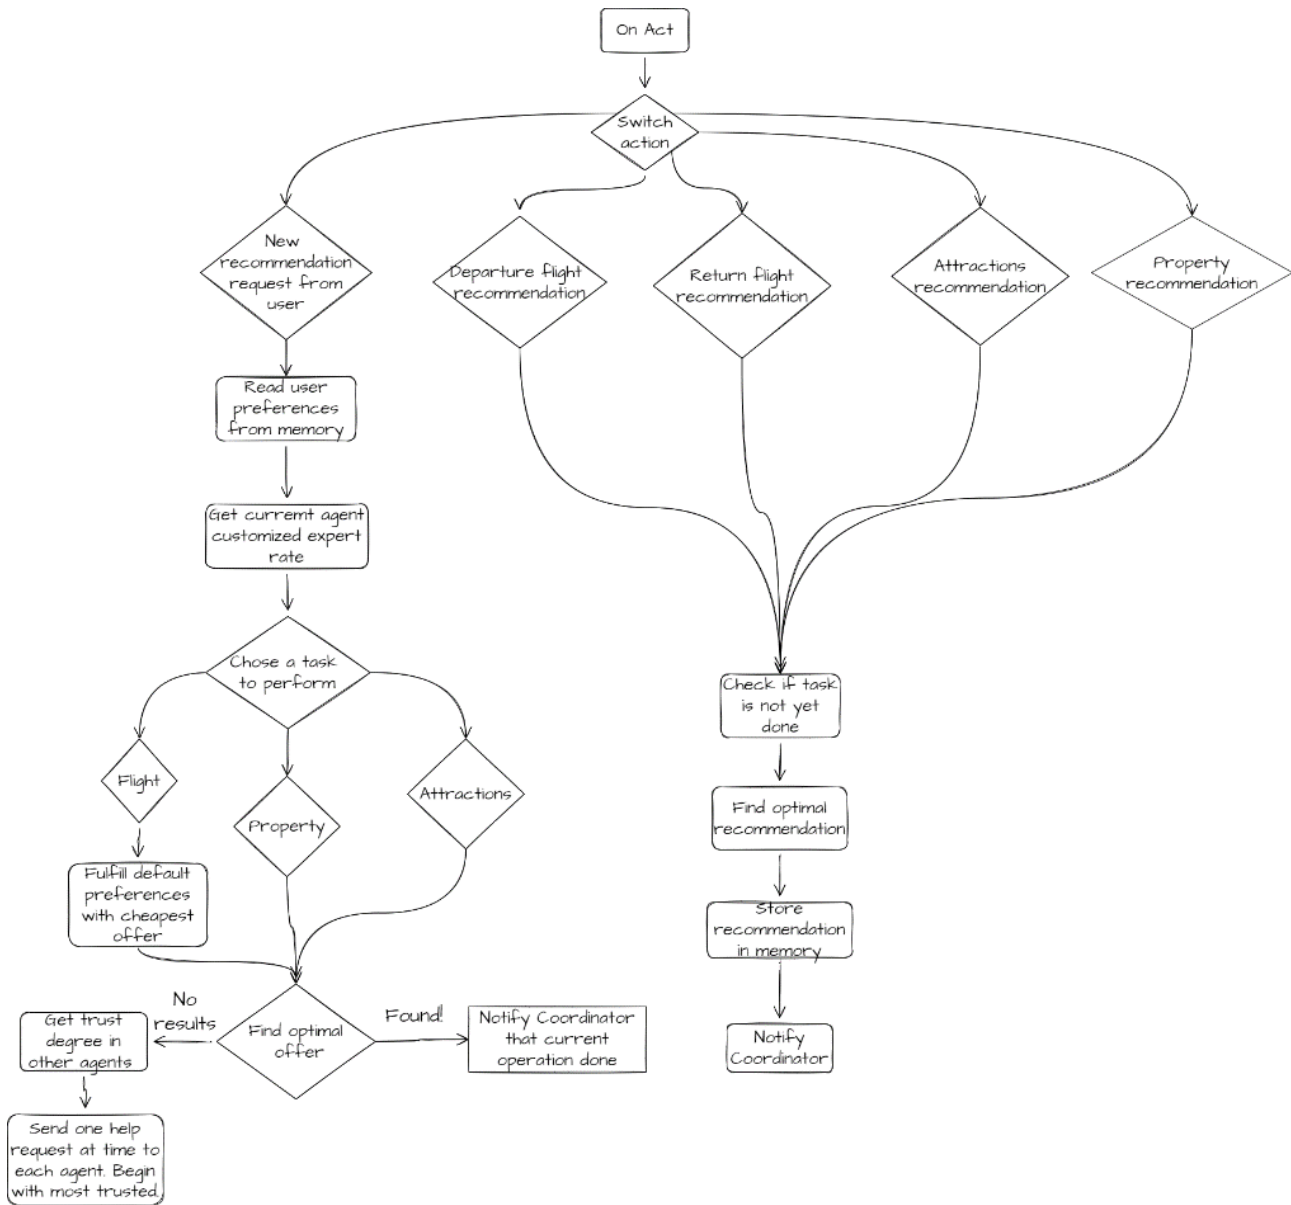 On Act
Switch
action
New
recommendation
request from
user
Departure flight
recommendation
Return flight
recommendation
Attractions
recommendation
Property
recommendation
Read user
preferences
from memory
Get curremt agent
customized expert
rate
Chose a task
to perform
Flight
Property
Attractions
Fulfill default
preferences
with cheapest
offer
Find optimal
offer
No
results
Found!
Get trust
degree in
other agents
Notify Coordinator
that current
operation done
Send one help
request at time to
each agent. Begin
with most trusted.
Check if task
is not yet
done
Find optimal
recommendation
Store
recommendation
in memory
Notify
Coordinator